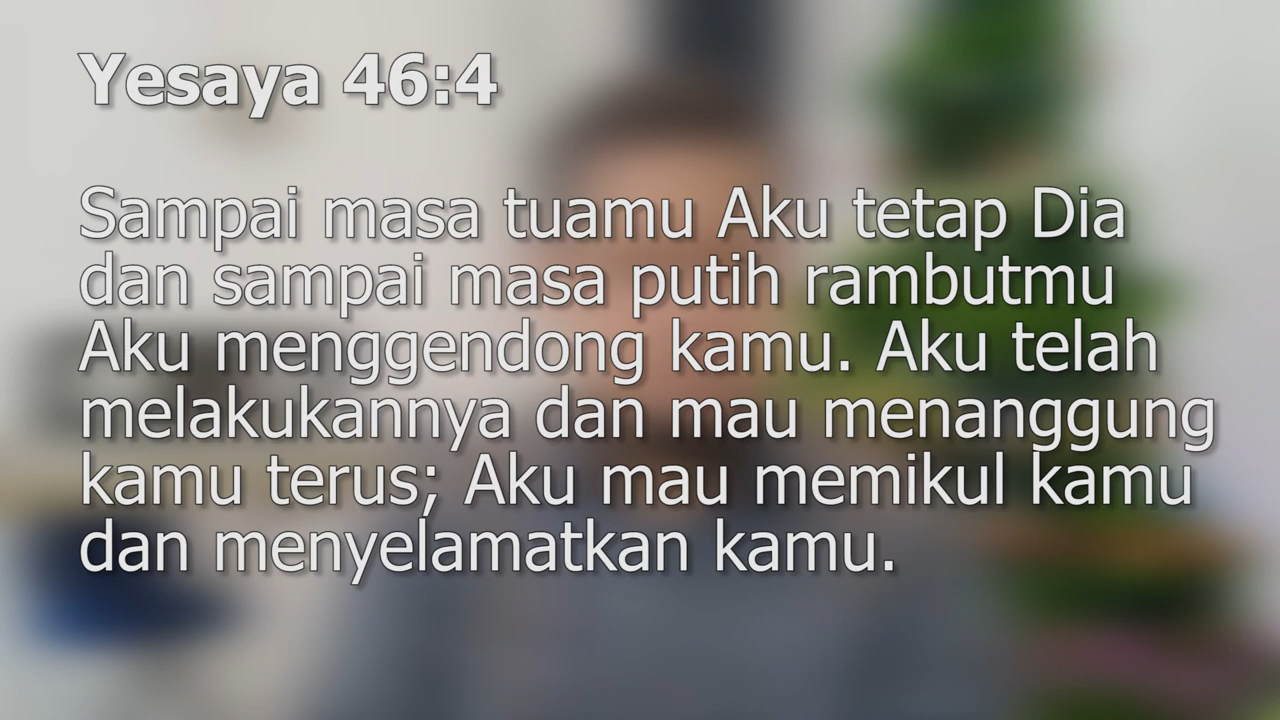 Yesaya 46:4
Sampai masa tuamu Aku tetap Dia
dan sampai masa putih rambutmu
Aku menggendong kamu. Aku telah
melakukannya dan mau menanggung
kamu terus; Aku mau memikul kamu
dan menyelamatkan kamu.